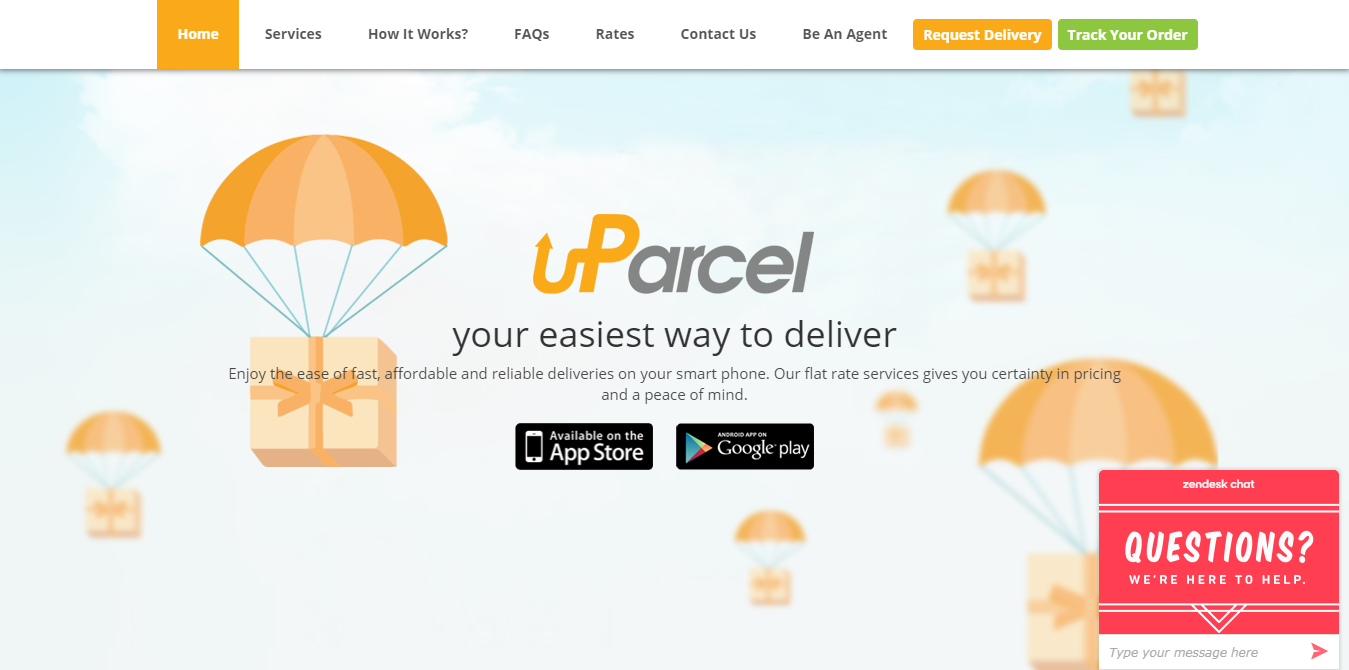 Home Services How It Works? FAQs Rates Contact Us Be An Agent Request Delivery Track Your Order
uParcel
your easiest way to deliver
Enjoy the ease of fast, affordable and reliable deliveries on your smart phone. Our flat rate services gives you certainty in pricing
and a peace of mind.
Available on the
App Store
ANDROID APP ON
Google play
zendesk chat
QUESTIONS?
WE'RE HERE TO HELP.
Type your message here